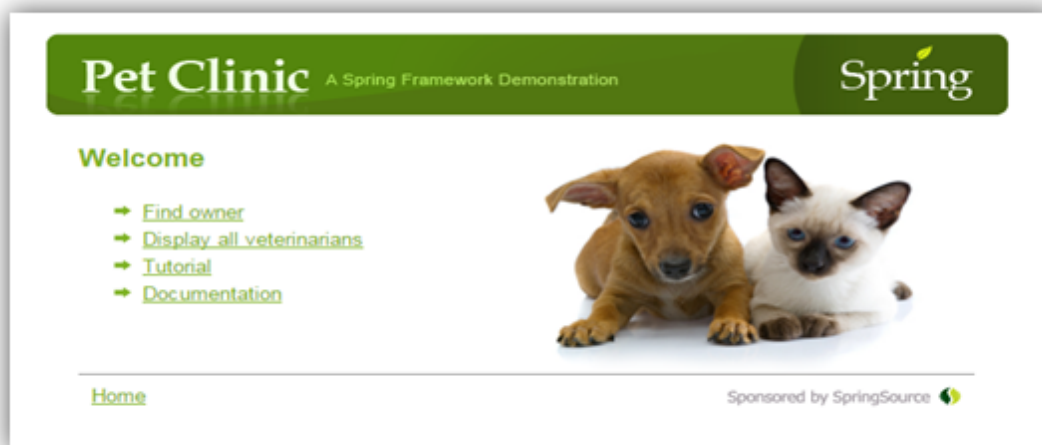 Pet Clinic A Spring Framework Demonstration Spring
Welcome
Find owner
Display all veterinarians
Tutorial
Documentation
Home Sponsored by SpringSource